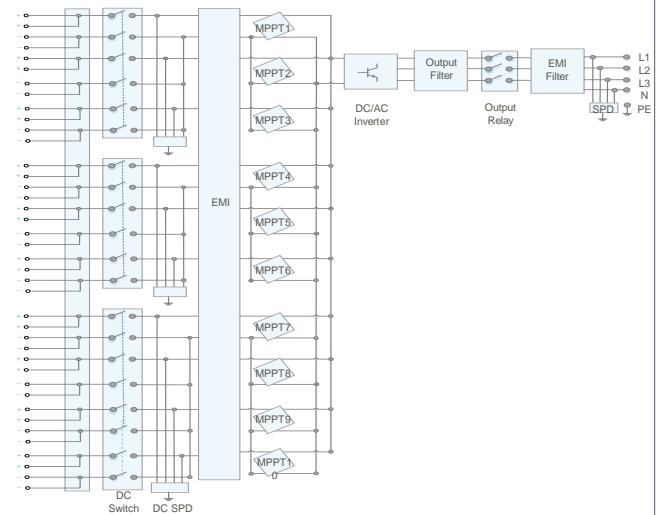 MPPT1
MPPT2
MPPT3
MPPT4
MPPT5
MPPT6
MPPT7
MPPT8
MPPT9
MPPT1
0
EMI
DC
Switch
DC SPD
DC/AC
Inverter
Output
Filter
Output
Relay
EMI
Filter
SPD
L1
L2
L3
N
PE